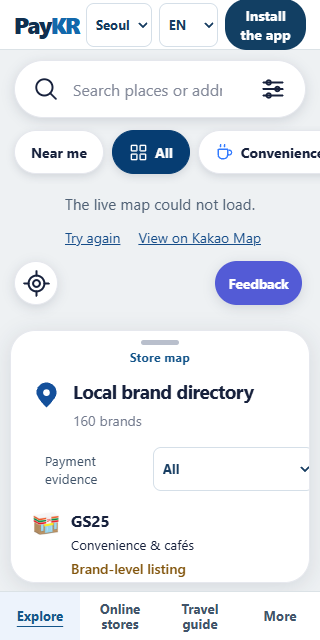 PayKR
Seoul
EN
Install
the app
Search places or addr
Near me
All
Convenience
The live map could not load.
Try again
View on Kakao Map
Feedback
Store map
Local brand directory
160 brands
Payment
evidence
All
GS25
Convenience & cafés
Brand-level listing
Explore
Online
stores
Travel
guide
More